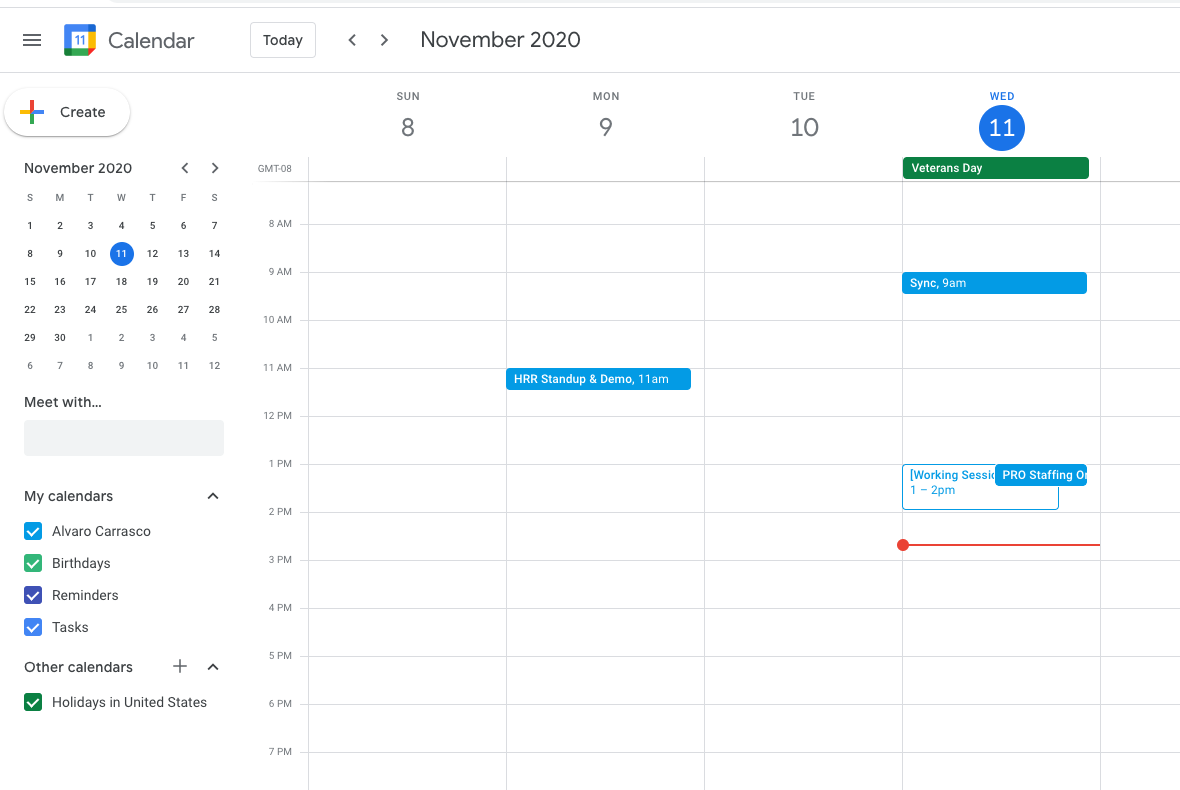 11
Calendar
Today
November 2020
Create
SUN
MON
TUE
WED
8
9
10
11
November 2020
S M T W T F S
1 2 3 4 5 6 7
8 9 10 11 12 13 14
15 16 17 18 19 20 21
22 23 24 25 26 27 28
29 30 1 2 3 4 5
6 7 8 9 10 11 12
Meet with...
My calendars
Alvaro Carrasco
Birthdays
Reminders
Tasks
Other calendars
Holidays in United States
GMT-08
Veterans Day
8 AM
9 AM
Sync, 9am
10 AM
11 AM
HRR Standup & Demo, 11am
12 PM
1 PM
[Working Sessic
PRO Staffing Or
1 – 2pm
2 PM
3 PM
4 PM
5 PM
6 PM
7 PM